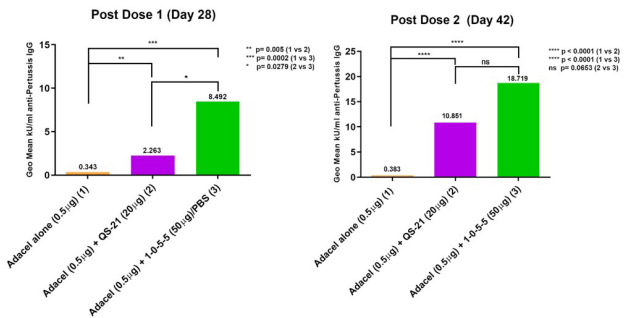 Post Dose 1 (Day 28)
Geo Mean kU/ml anti-Pertussis IgG
15
10
5
0
***
**
*
0.343
2.263
8.492
** p= 0.005 (1 vs 2)
*** p= 0.0002 (1 vs 3)
* p= 0.0279 (2 vs 3)
Adacel alone (0.5µg) (1)
Adacel (0.5µg) + QS-21 (20µg) (2)
Adacel (0.5µg) + 1-0-5-5 (50µg)/PBS (3)
Post Dose 2 (Day 42)
Geo Mean kU/ml anti-Pertussis IgG
25
20
15
10
5
0
****
****
ns
0.383
10.851
18.719
**** p < 0.0001 (1 vs 2)
**** p < 0.0001 (1 vs 3)
ns p= 0.0653 (2 vs 3)
Adacel alone (0.5µg) (1)
Adacel (0.5µg) + QS-21 (20µg) (2)
Adacel (0.5µg) + 1-0-5-5 (50µg) (3)